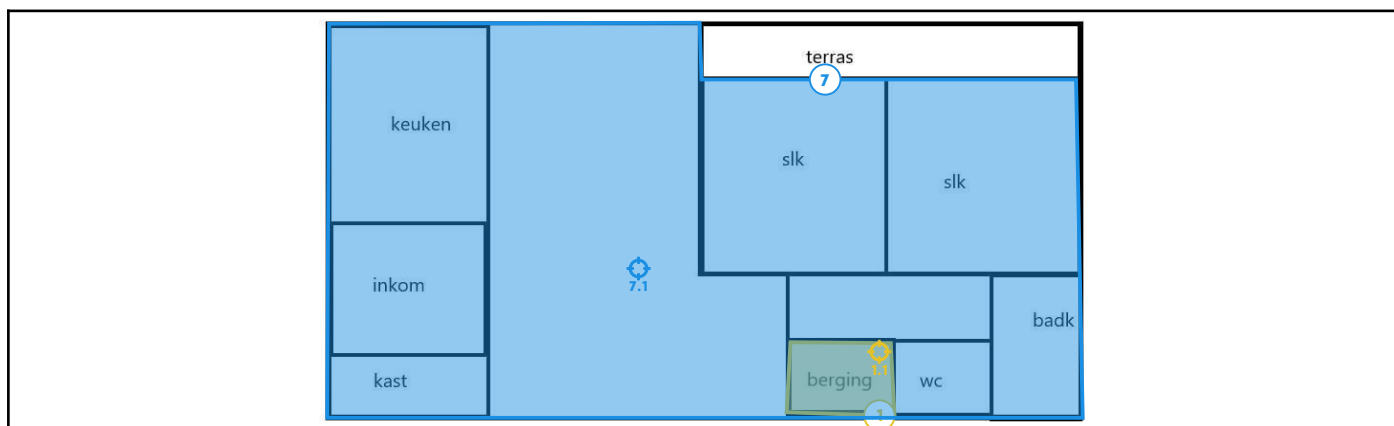 terras
7
keuken
slk
slk
7.1
inkom
badk
1.1
kast
berging
wc
1